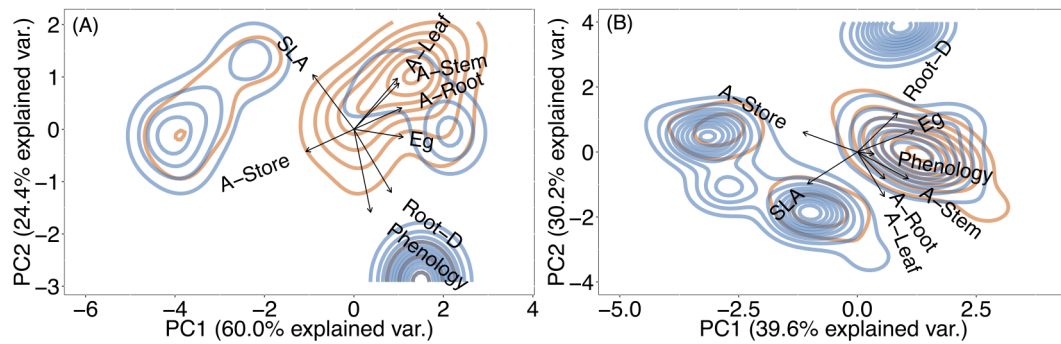 (A)
PC2 (24.4% explained var.)
2
1
0
−1
−2
−3
SLA
A−Leaf
A−Stem
A−Root
Eg
A−Store
Root−D
Phenology
−6
−4
−2
0
2
4
PC1 (60.0% explained var.)
(B)
PC2 (30.2% explained var.)
4
2
0
−2
−4
Root−D
A−Store
Eg
Phenology
SLA
A−Stem
A−Root
A−Leaf
−5.0
−2.5
0.0
2.5
PC1 (39.6% explained var.)